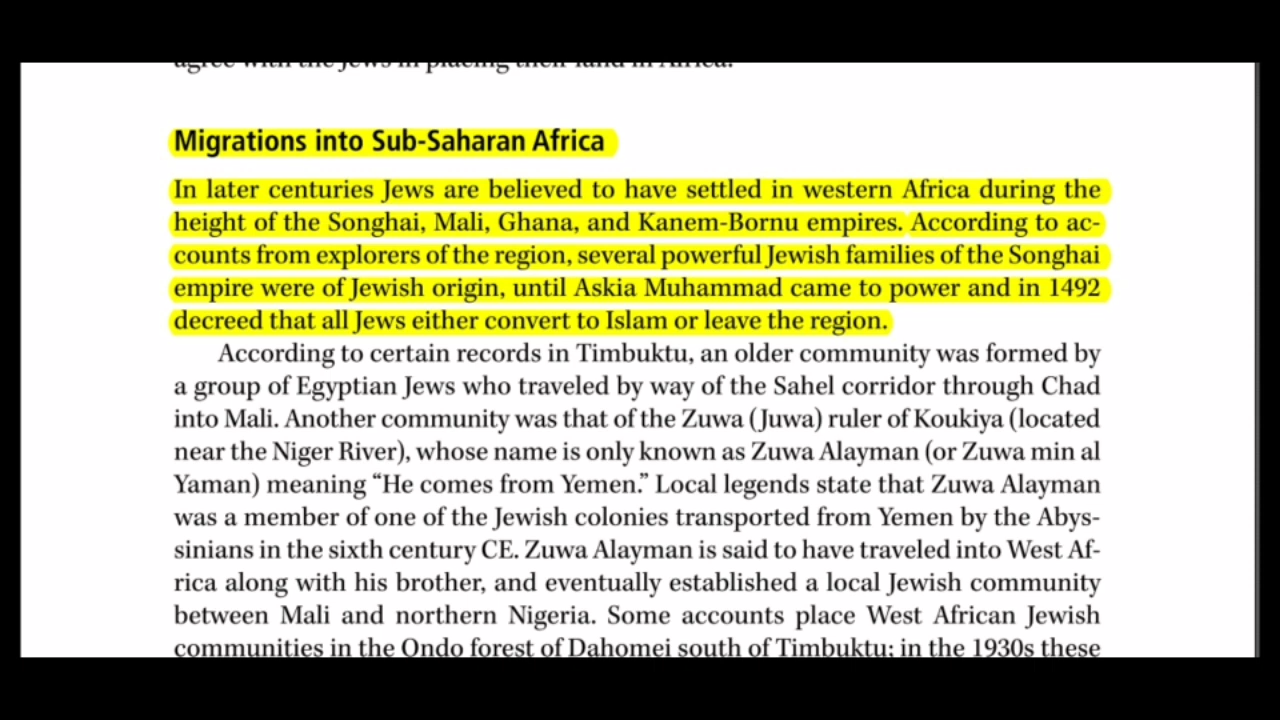 agree with the Jews in placing their land in Africa.
Migrations into Sub-Saharan Africa
In later centuries Jews are believed to have settled in western Africa during the
height of the Songhai, Mali, Ghana, and Kanem-Bornu empires. According to ac-
counts from explorers of the region, several powerful Jewish families of the Songhai
empire were of Jewish origin, until Askia Muhammad came to power and in 1492
decreed that all Jews either convert to Islam or leave the region.
According to certain records in Timbuktu, an older community was formed by
a group of Egyptian Jews who traveled by way of the Sahel corridor through Chad
into Mali. Another community was that of the Zuwa (Juwa) ruler of Koukiya (located
near the Niger River), whose name is only known as Zuwa Alayman (or Zuwa min al
Yaman) meaning “He comes from Yemen.” Local legends state that Zuwa Alayman
was a member of one of the Jewish colonies transported from Yemen by the Abys-
sinians in the sixth century CE. Zuwa Alayman is said to have traveled into West Af-
rica along with his brother, and eventually established a local Jewish community
between Mali and northern Nigeria. Some accounts place West African Jewish
communities in the Ondo forest of Dahomei south of Timbuktu; in the 1930s these